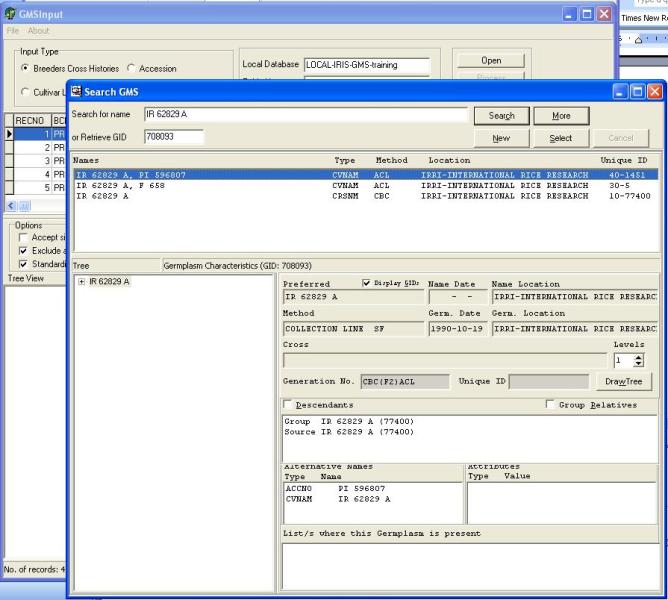 GMSInput
Times New R
File About
Input Type
Breeders Cross Histories Accession
Local Database LOCAL-IRIS-GMS-training
Open
Process
Cultivar L
Search GMS
Search for name IR 62829 A Search More
or Retrieve GID 708093 New Select Cancel
RECNO
1 PR
2 PR
3 PR
4 PR
5 PR
Names Type Method Location Unique ID
IR 62829 A, PI 596807 CVNAM ACL IRRI-INTERNATIONAL RICE RESEARCH 40-1451
IR 62829 A, F 658 CVNAM ACL IRRI-INTERNATIONAL RICE RESEARCH 30-5
IR 62829 A CRSNM CBC IRRI-INTERNATIONAL RICE RESEARCH 10-77400
Options
Accept si
Exclude a
Standardi
Tree View
Tree Germplasm Characteristics (GID: 708093)
IR 62829 A
Preferred Display GIDs Name Date Name Location
IR 62829 A - - IRRI-INTERNATIONAL RICE RESEARC
Method Germ. Date Germ. Location
COLLECTION LINE SF 1990-10-19 IRRI-INTERNATIONAL RICE RESEARC
Cross Levels
1
Generation No. CBC(F2)ACL Unique ID DrawTree
Descendants Group Relatives
Group IR 62829 A (77400)
Source IR 62829 A (77400)
Alternative Names Attributes
Type Name Type Value
ACCNO PI 596807
CVNAM IR 62829 A
List/s where this Germplasm is present
No. of records: 4